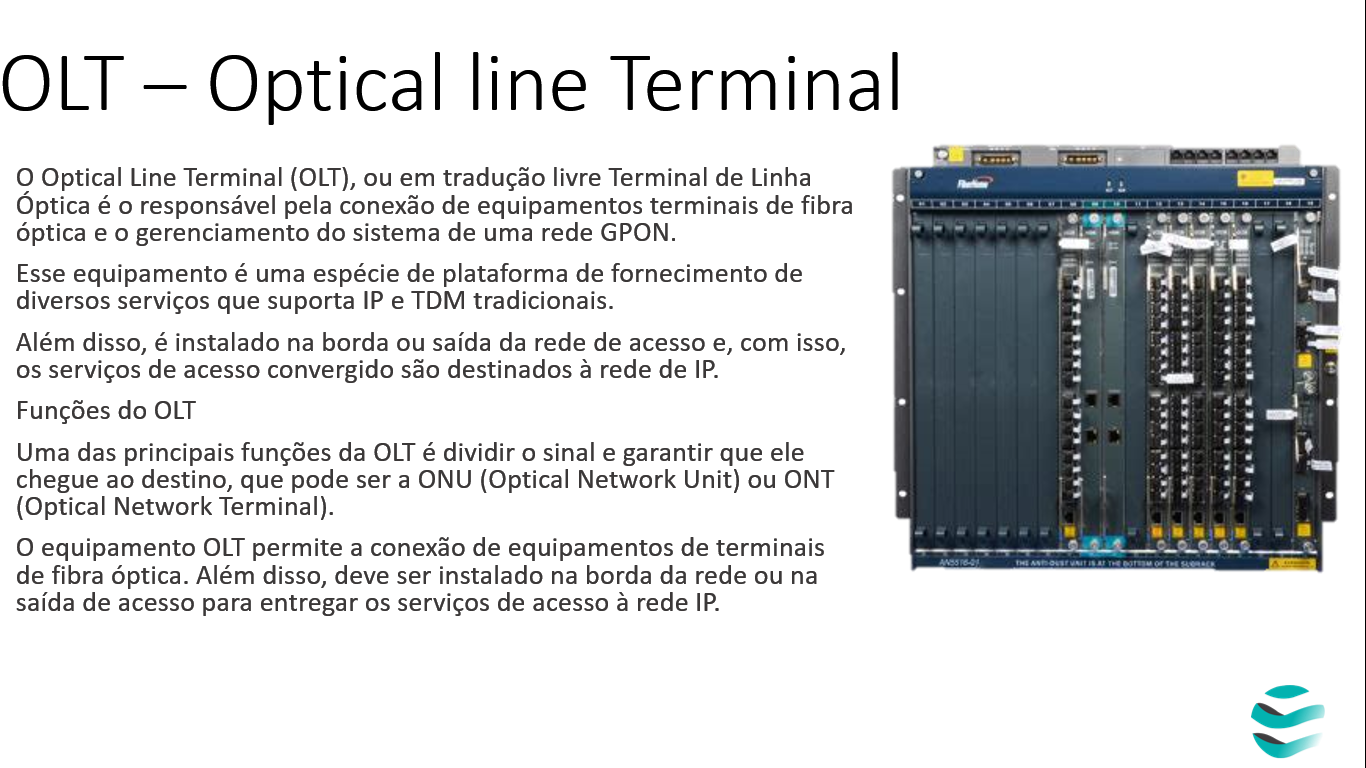 OLT – Optical line Terminal
O Optical Line Terminal (OLT), ou em tradução livre Terminal de Linha
Óptica é o responsável pela conexão de equipamentos terminais de fibra
óptica e o gerenciamento do sistema de uma rede GPON.
Esse equipamento é uma espécie de plataforma de fornecimento de
diversos serviços que suporta IP e TDM tradicionais.
Além disso, é instalado na borda ou saída da rede de acesso e, com isso,
os serviços de acesso convergido são destinados à rede de IP.
Funções do OLT
Uma das principais funções da OLT é dividir o sinal e garantir que ele
chegue ao destino, que pode ser a ONU (Optical Network Unit) ou ONT
(Optical Network Terminal).
O equipamento OLT permite a conexão de equipamentos de terminais
de fibra óptica. Além disso, deve ser instalado na borda da rede ou na
saída de acesso para entregar os serviços de acesso à rede IP.
FiberHome
AN5516-01
THE ANTI-DUST UNIT IS AT THE BOTTOM OF THE SUBRACK